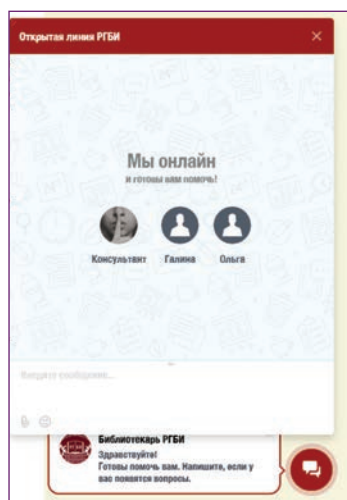 Открытая линия РГБИ
Мы онлайн
и готовы вам помочь!
Консультант Галина Ольга
Введите сообщение...
Библиотекарь РГБИ
Здравствуйте!
Готовы помочь вам. Напишите, если у
вас появятся вопросы.